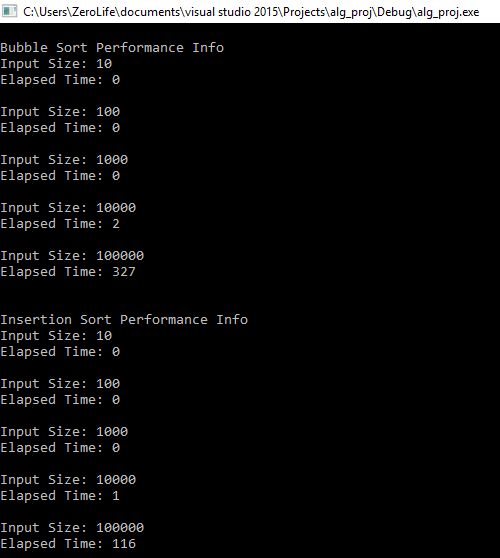 C:\Users\ZeroLife\documents\visual studio 2015\Projects\alg_proj\Debug\alg_proj.exe
Bubble Sort Performance Info
Input Size: 10
Elapsed Time: 0
Input Size: 100
Elapsed Time: 0
Input Size: 1000
Elapsed Time: 0
Input Size: 10000
Elapsed Time: 2
Input Size: 100000
Elapsed Time: 327
Insertion Sort Performance Info
Input Size: 10
Elapsed Time: 0
Input Size: 100
Elapsed Time: 0
Input Size: 1000
Elapsed Time: 0
Input Size: 10000
Elapsed Time: 1
Input Size: 100000
Elapsed Time: 116